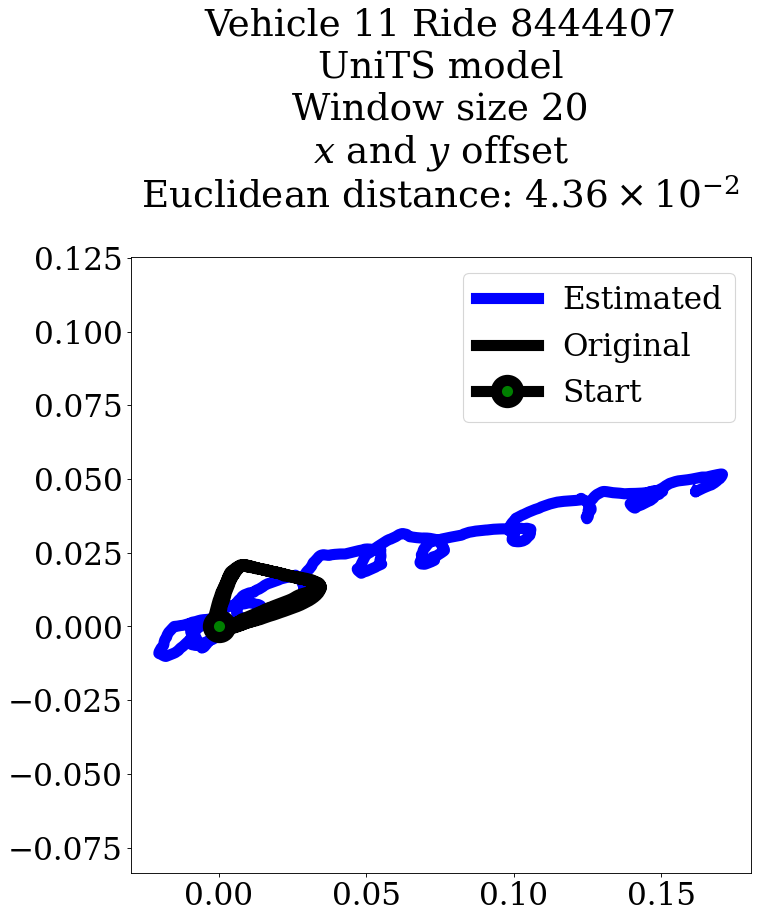 Vehicle 11 Ride 8444407
UniTS model
Window size 20
x and y offset
Euclidean distance: 4.36 × 10⁻²
0.125
0.100
0.075
0.050
0.025
0.000
−0.025
−0.050
−0.075
Estimated
Original
Start
0.00 0.05 0.10 0.15